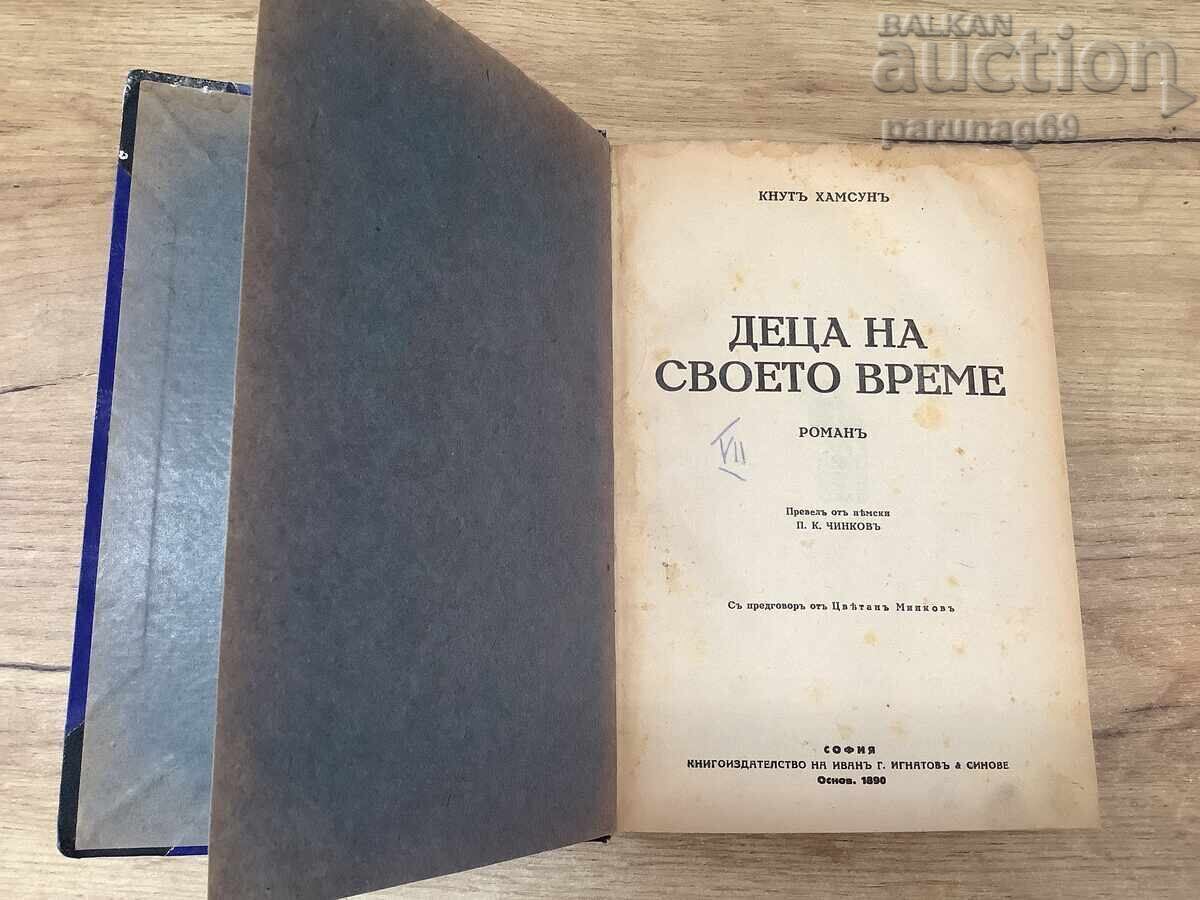 BALKAN
auction
parunag69
КНУТЪ ХАМСУНЪ
ДЕЦА НА
СВОЕТО ВРЕМЕ
РОМАНЪ
VII
Превелъ отъ нѣмски
П. К. ЧИНКОВЪ
Съ предговоръ отъ Цвѣтанъ Минковъ
СОФИЯ
КНИГОИЗДАТЕЛСТВО НА ИВАНЪ Г. ИГНАТОВЪ & СИНОВЕ
Основ. 1890